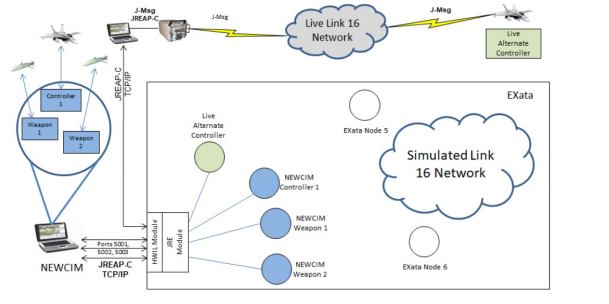 J-Msg
JREAP-C
J-Msg
Live Link 16
Network
J-Msg
Live
Alternate
Controller
Controller
1
Weapon
1
Weapon
2
JREAP-C
TCP/IP
EXata
Live
Alternate
Controller
EXata Node 5
Simulated Link
16 Network
NEWCIM
Controller 1
NEWCIM
Weapon 1
HWIL Module
JRE
Module
Ports 5001,
5002, 5003
JREAP-C
TCP/IP
NEWCIM
NEWCIM
Weapon 2
EXata Node 6